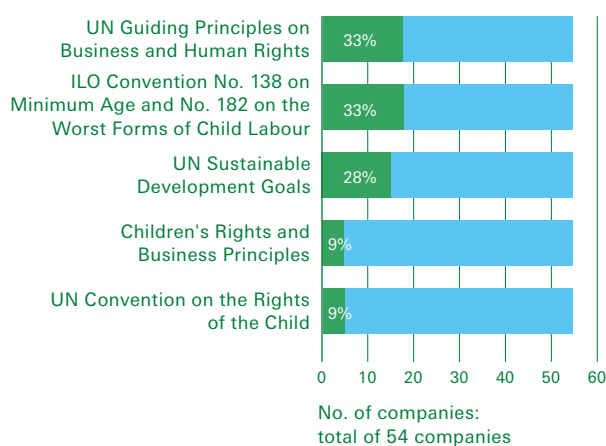 UN Guiding Principles on
Business and Human Rights
33%
ILO Convention No. 138 on
Minimum Age and No. 182 on the
Worst Forms of Child Labour
33%
UN Sustainable
Development Goals
28%
Children's Rights and
Business Principles
9%
UN Convention on the Rights
of the Child
9%
0 10 20 30 40 50 60
No. of companies:
total of 54 companies